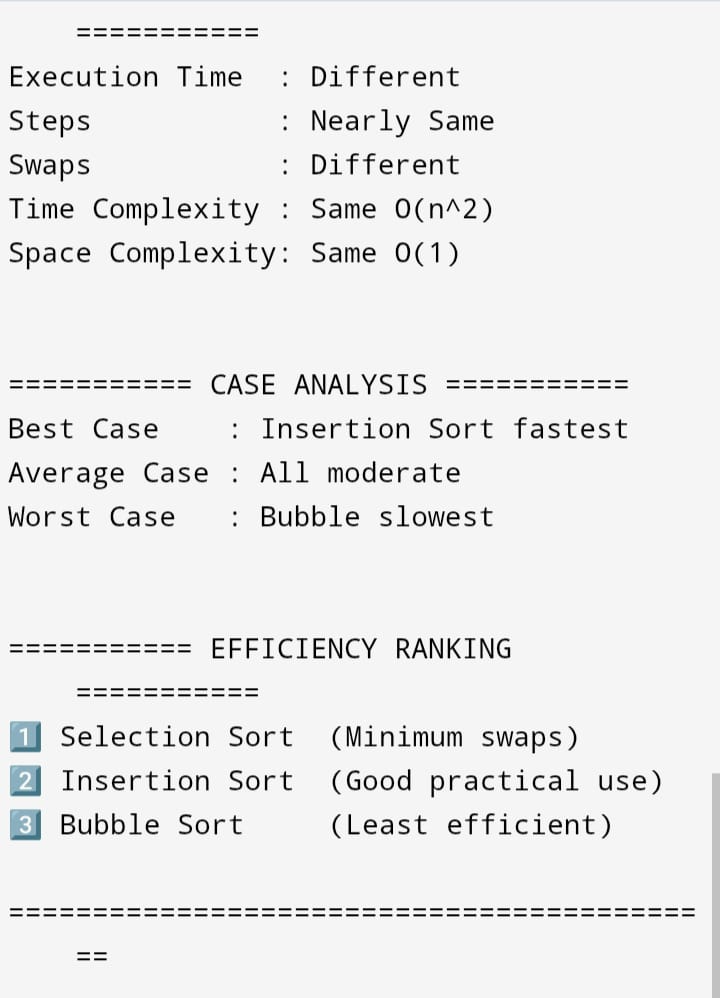 ===========
Execution Time  : Different
Steps           : Nearly Same
Swaps           : Different
Time Complexity : Same O(n^2)
Space Complexity: Same O(1)
=========== CASE ANALYSIS ===========
Best Case    : Insertion Sort fastest
Average Case : All moderate
Worst Case   : Bubble slowest
=========== EFFICIENCY RANKING
===========
1️⃣ Selection Sort  (Minimum swaps)
2️⃣ Insertion Sort  (Good practical use)
3️⃣ Bubble Sort     (Least efficient)
=========================================
==